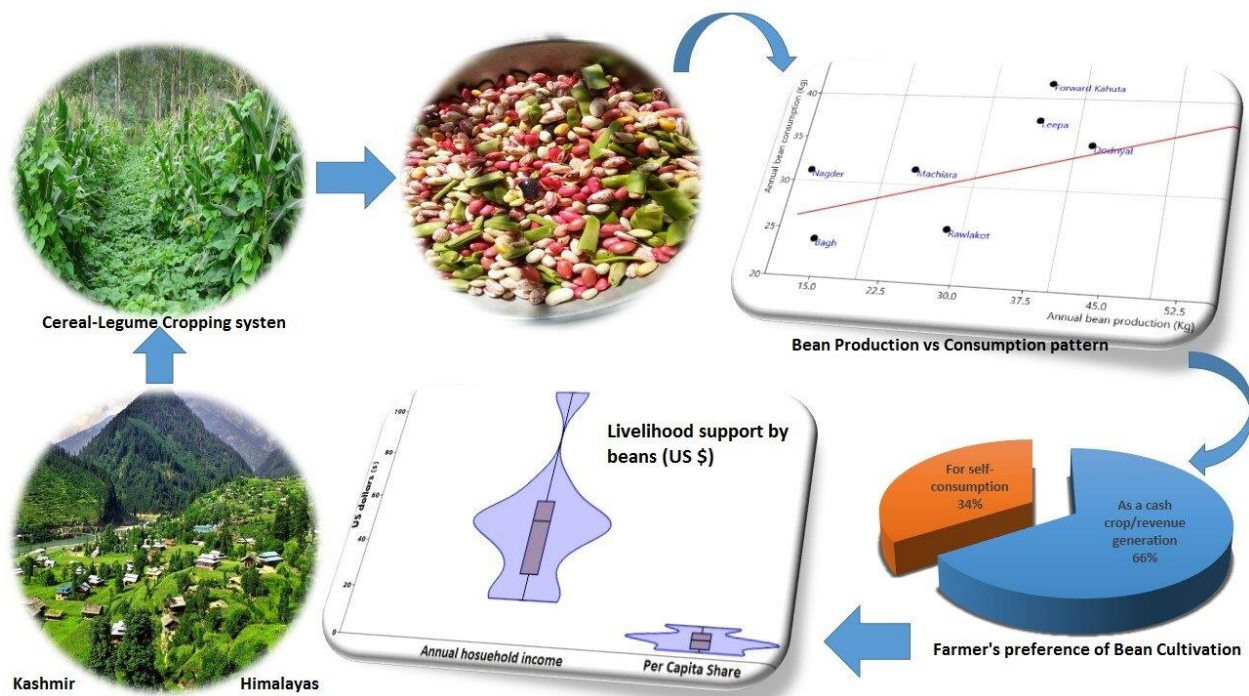 Cereal-Legume Cropping systen
Kashmir
Himalayas
Annual bean consumption (Kg)
40
35
30
25
20
Forward Kahuta
Leepa
Dodnyal
Nagder
Machiara
Rawlakot
Bagh
15.0
22.5
30.0
37.5
45.0
52.5
Annual bean production (Kg)
Bean Production vs Consumption pattern
For self-
consumption
34%
As a cash
crop/revenue
generation
66%
Farmer's preference of Bean Cultivation
Livelihood support by
beans (US $)
US dollars ($)
100
80
60
40
20
0
Annual hosuehold income
Per Capita Share